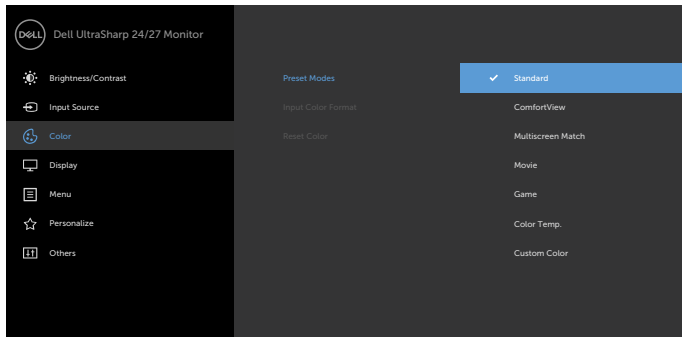 DELL Dell UltraSharp 24/27 Monitor
Brightness/Contrast
Input Source
Color
Display
Menu
Personalize
Others
Preset Modes
Input Color Format
Reset Color
Standard
ComfortView
Multiscreen Match
Movie
Game
Color Temp.
Custom Color